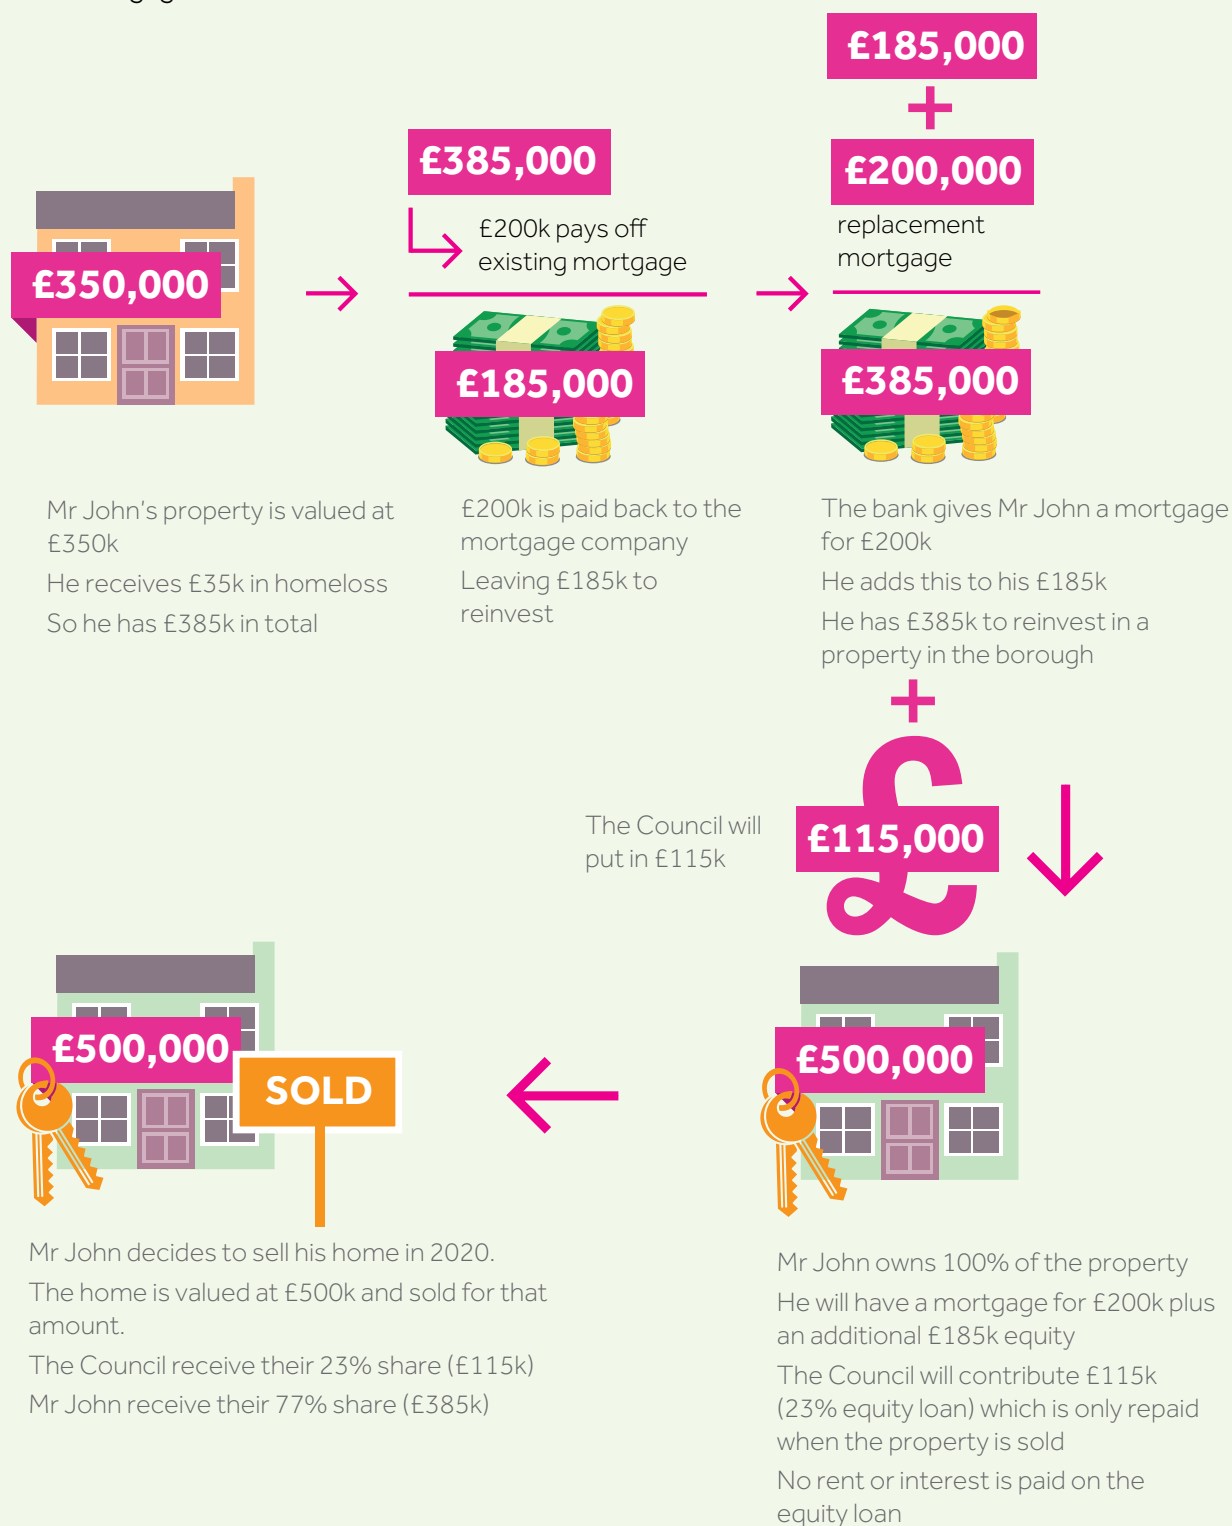 £185,000
+
£200,000
replacement
mortgage
£385,000
£385,000
£200k pays off
existing mortgage
£185,000
£350,000
Mr John’s property is valued at
£350k
He receives £35k in homeloss
So he has £385k in total
£200k is paid back to the
mortgage company
Leaving £185k to
reinvest
The bank gives Mr John a mortgage
for £200k
He adds this to his £185k
He has £385k to reinvest in a
property in the borough
+
The Council will
put in £115k
£
£115,000
£500,000
Mr John owns 100% of the property
He will have a mortgage for £200k plus
an additional £185k equity
The Council will contribute £115k
(23% equity loan) which is only repaid
when the property is sold
No rent or interest is paid on the
equity loan
£500,000
SOLD
Mr John decides to sell his home in 2020.
The home is valued at £500k and sold for that
amount.
The Council receive their 23% share (£115k)
Mr John receive their 77% share (£385k)